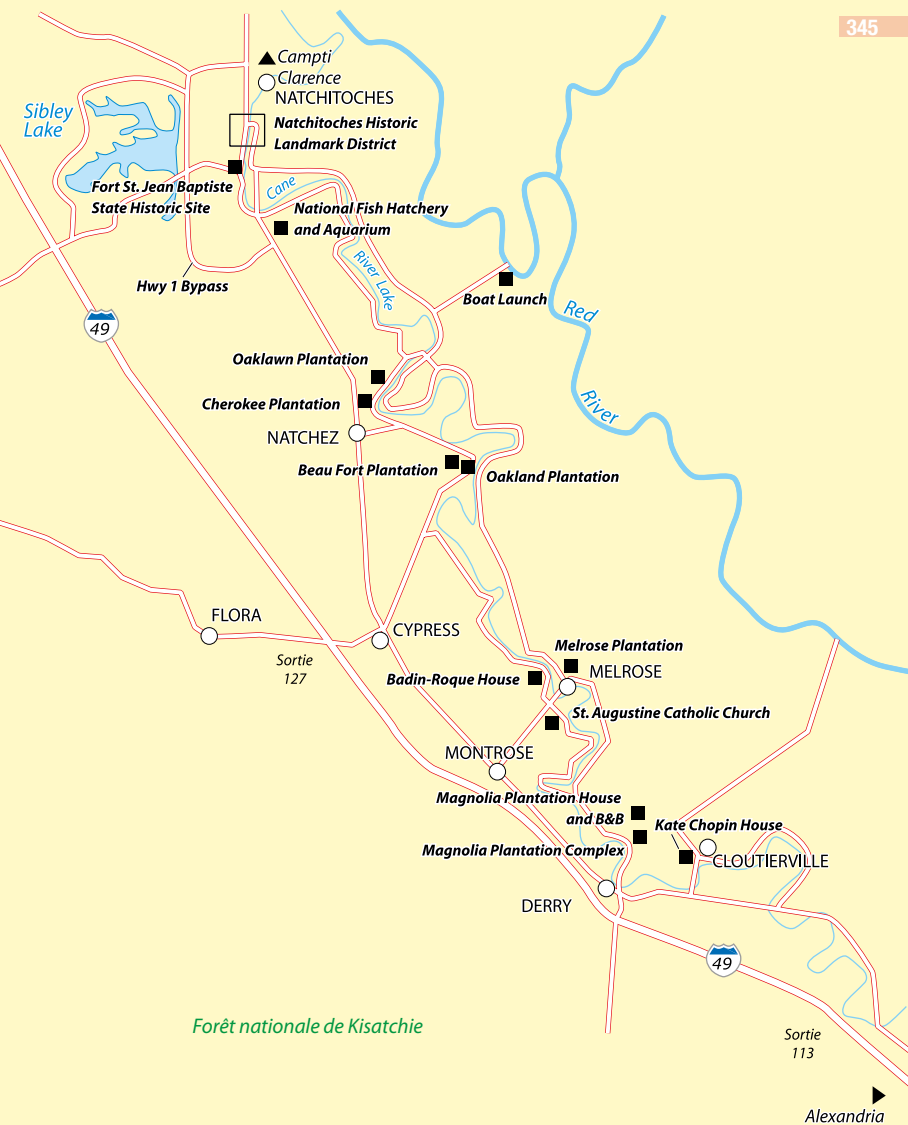 345
Campti
Clarence
NATCHITOCHES
Sibley
Lake
Natchitoches Historic
Landmark District
Fort St. Jean Baptiste
State Historic Site
Cane
National Fish Hatchery
and Aquarium
River Lake
Hwy 1 Bypass
Boat Launch
Red
49
Oaklawn Plantation
Cherokee Plantation
River
NATCHEZ
Beau Fort Plantation
Oakland Plantation
FLORA
CYPRESS
Sortie
127
Melrose Plantation
MELROSE
Badin-Roque House
St. Augustine Catholic Church
MONTROSE
Magnolia Plantation House
and B&B
Kate Chopin House
Magnolia Plantation Complex
CLOUTIERVILLE
DERRY
49
Forêt nationale de Kisatchie
Sortie
113
Alexandria